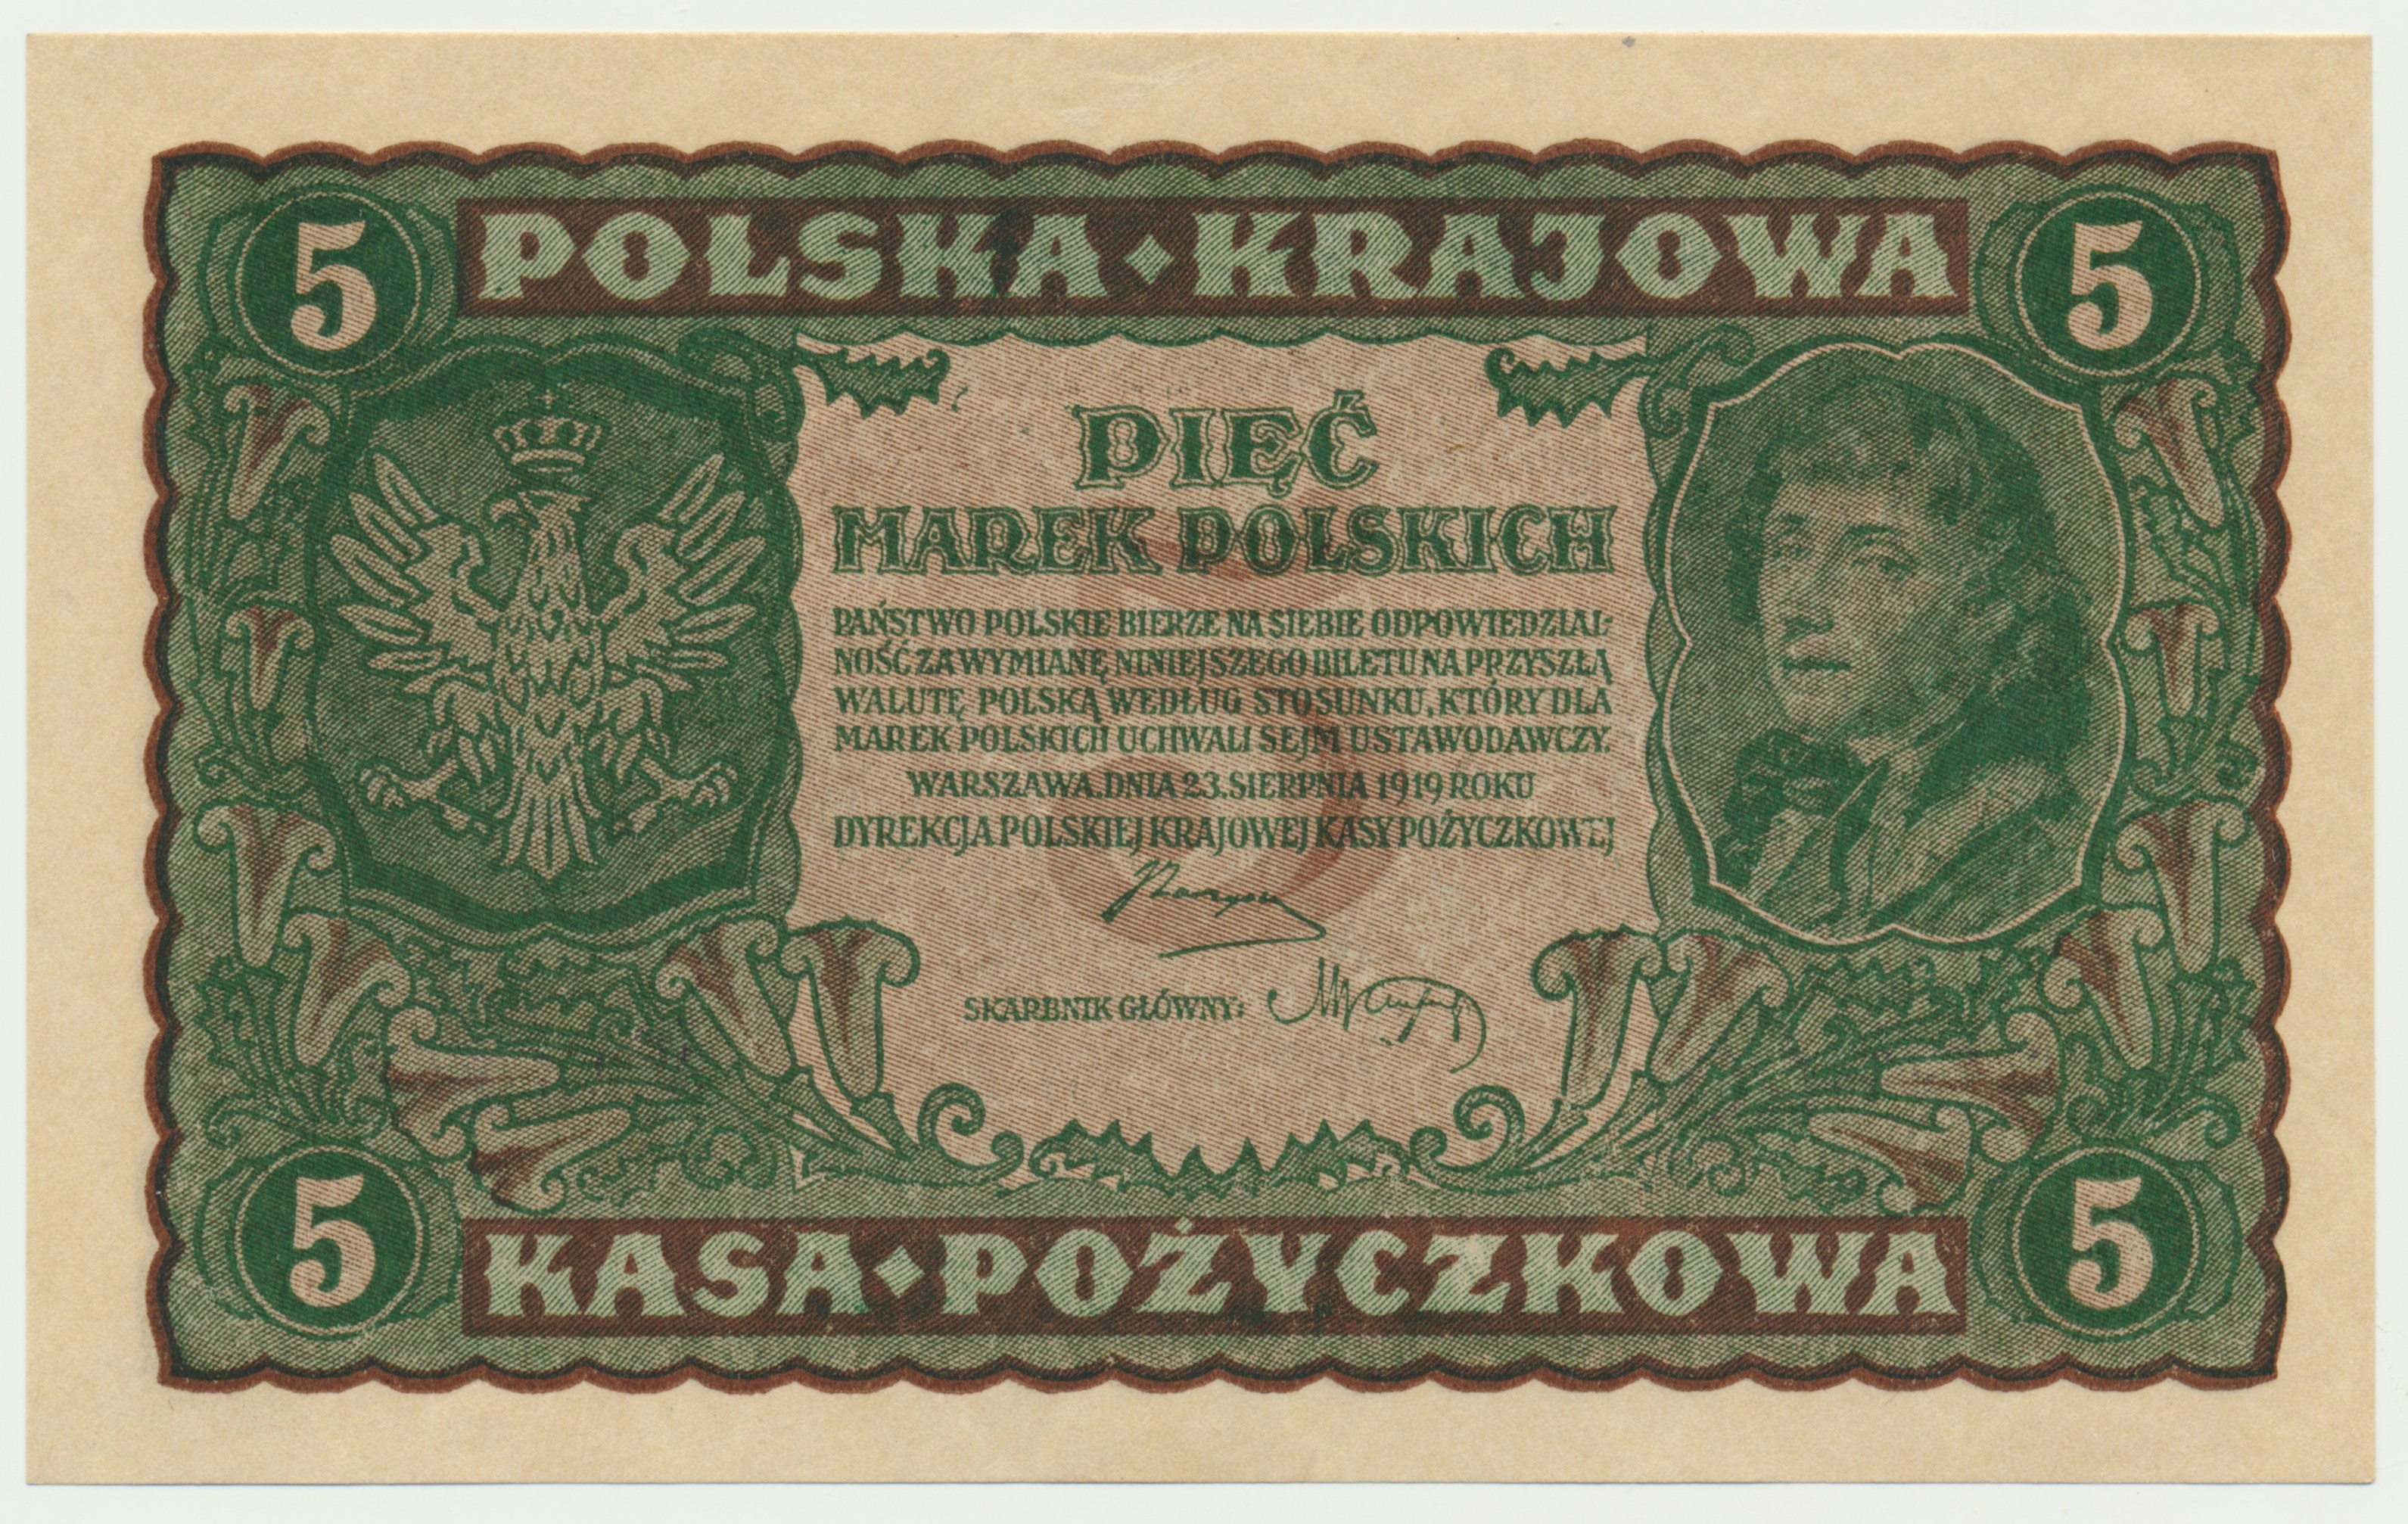 5 POLSKA · KRAJOWA 5
PIĘĆ
MAREK POLSKICH
PAŃSTWO POLSKIE BIERZE NA SIEBIE ODPOWIEDZIAL-
NOŚĆ ZA WYMIANĘ NINIEJSZEGO BILETU NA PRZYSZŁĄ
WALUTĘ POLSKĄ WEDŁUG STOSUNKU, KTÓRY DLA
MAREK POLSKICH UCHWALI SEJM USTAWODAWCZY.
WARSZAWA.DNIA 23.SIERPNIA 1919 ROKU
DYREKCJA POLSKIEJ KRAJOWEJ KASY POŻYCZKOWEJ
SKARBNIK GŁÓWNY:
5 KASA · POŻYCZKOWA 5